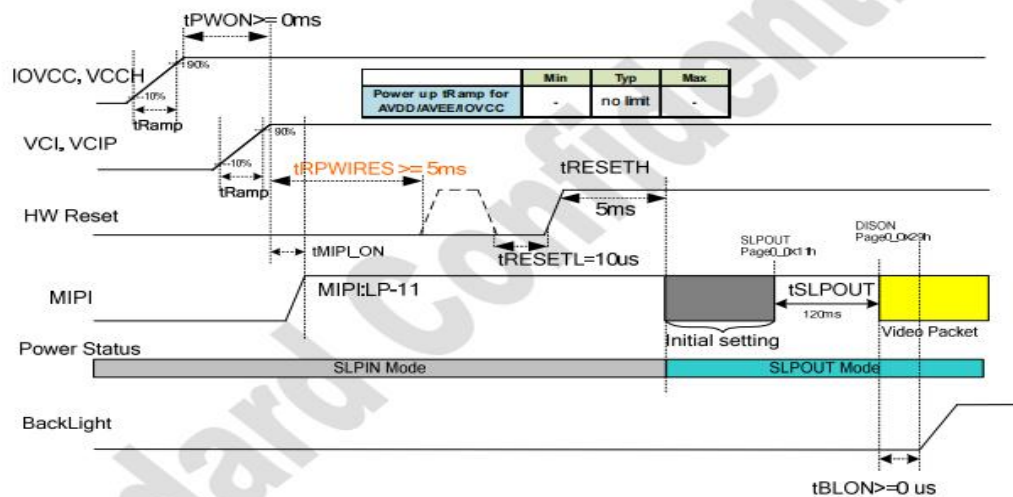 tPWON>= 0ms
IOVCC, VCCH
90%
10%
tRamp
Min Typ Max
Power up tRamp for AVDD/AVEE/IOVCC - no limit -
VCI, VCIP
90%
10%
tRamp
tRPWIRES >= 5ms
tRESETH
HW Reset
5ms
tMIPI_ON
tRESETL=10us
SLPOUT
Page0_0x11h
DISON
Page0_0x29h
MIPI
MIPI:LP-11
tSLPOUT
120ms
Initial setting
Video Packet
Power Status
SLPIN Mode
SLPOUT Mode
BackLight
tBLON>=0 us
dard Confident